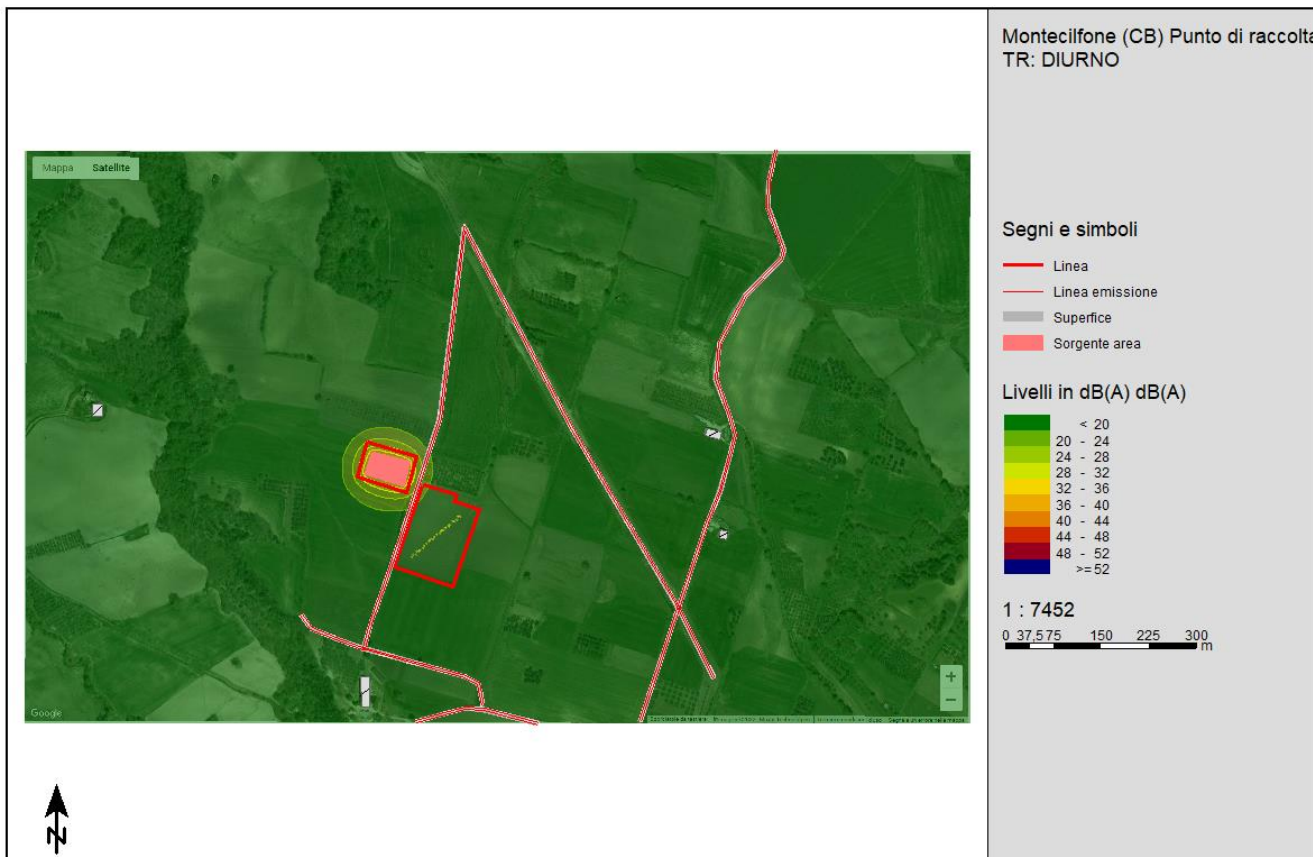 Montecilfone (CB) Punto di raccolta
TR: DIURNO
Mappa Satellite
Segni e simboli
Linea
Linea emissione
Superfice
Sorgente area
Livelli in dB(A) dB(A)
< 20
20 - 24
24 - 28
28 - 32
32 - 36
36 - 40
40 - 44
44 - 48
48 - 52
>= 52
1 : 7452
0 37,5 75 150 225 300
m
+
−
Google
N